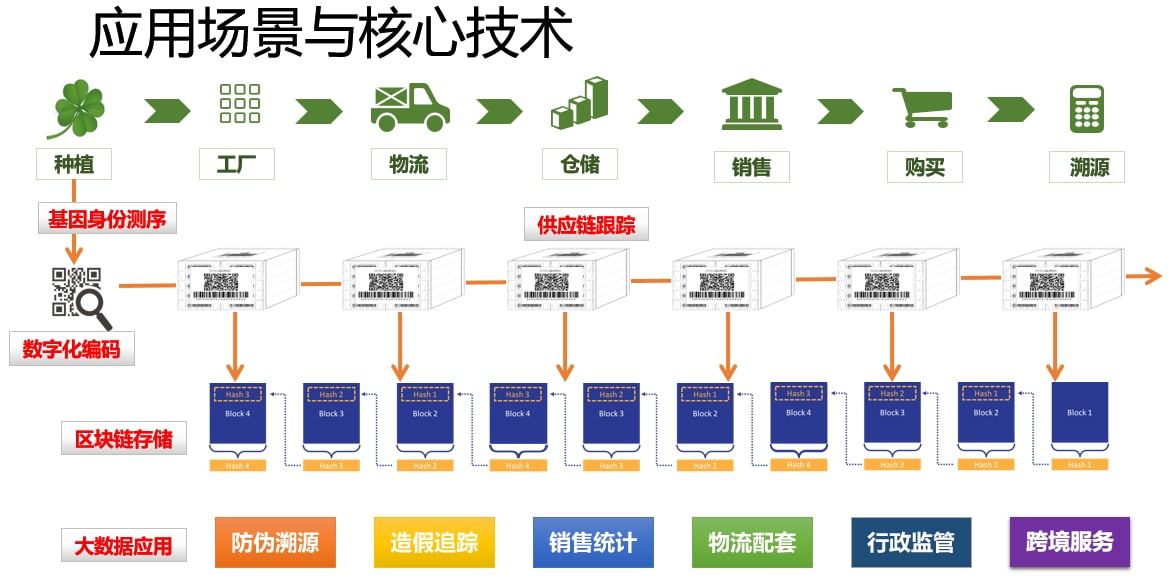 应用场景与核心技术
种植
工厂
物流
仓储
销售
购买
溯源
基因身份测序
供应链跟踪
数字化编码
Hash 3
Hash 2
Hash 1
Hash 3
Hash 2
Hash 1
Hash 3
Hash 2
Hash 1
Block 4
Block 3
Block 2
Block 4
Block 3
Block 2
Block 4
Block 3
Block 2
Block 1
区块链存储
Hash 4
Hash 3
Hash 2
Hash 4
Hash 3
Hash 2
Hash 4
Hash 3
Hash 2
Hash 1
大数据应用
防伪溯源
造假追踪
销售统计
物流配套
行政监管
跨境服务